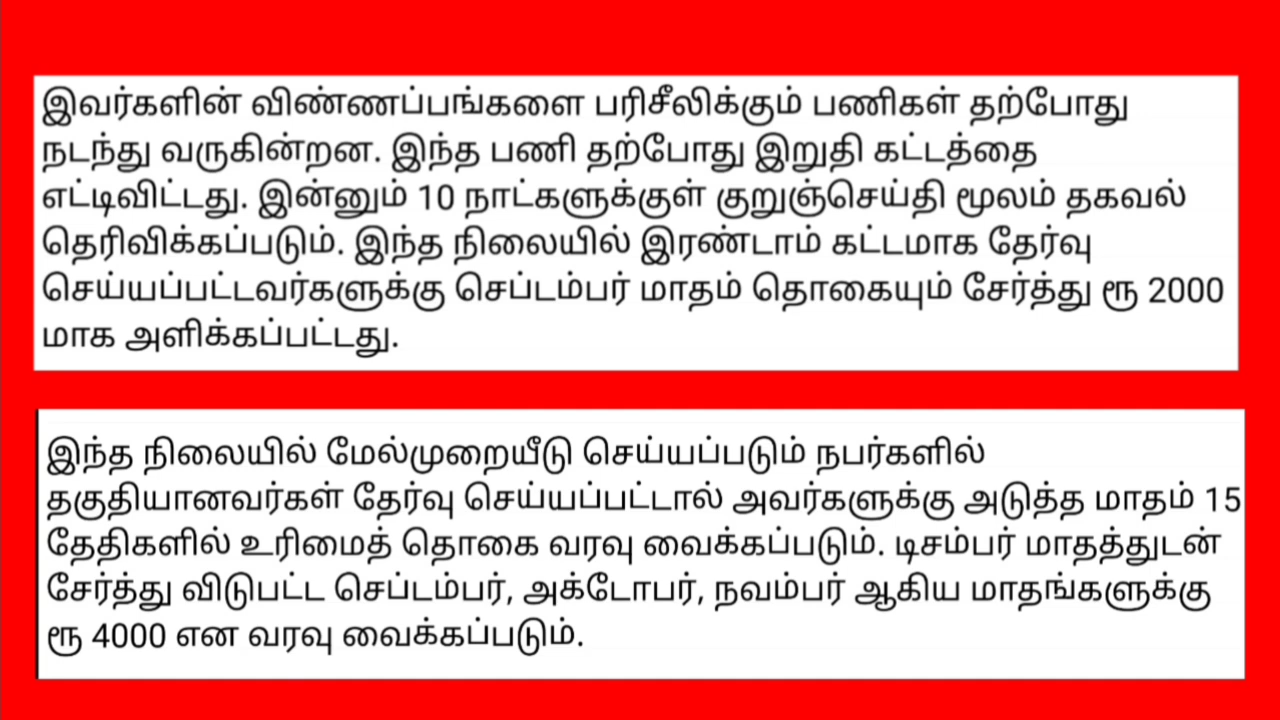 இவர்களின் விண்ணப்பங்களை பரிசீலிக்கும் பணிகள் தற்போது
நடந்து வருகின்றன. இந்த பணி தற்போது இறுதி கட்டத்தை
எட்டிவிட்டது. இன்னும் 10 நாட்களுக்குள் குறுஞ்செய்தி மூலம் தகவல்
தெரிவிக்கப்படும். இந்த நிலையில் இரண்டாம் கட்டமாக தேர்வு
செய்யப்பட்டவர்களுக்கு செப்டம்பர் மாதம் தொகையும் சேர்த்து ரூ 2000
மாக அளிக்கப்பட்டது.
இந்த நிலையில் மேல்முறையீடு செய்யப்படும் நபர்களில்
தகுதியானவர்கள் தேர்வு செய்யப்பட்டால் அவர்களுக்கு அடுத்த மாதம் 15
தேதிகளில் உரிமைத் தொகை வரவு வைக்கப்படும். டிசம்பர் மாதத்துடன்
சேர்த்து விடுபட்ட செப்டம்பர், அக்டோபர், நவம்பர் ஆகிய மாதங்களுக்கு
ரூ 4000 என வரவு வைக்கப்படும்.